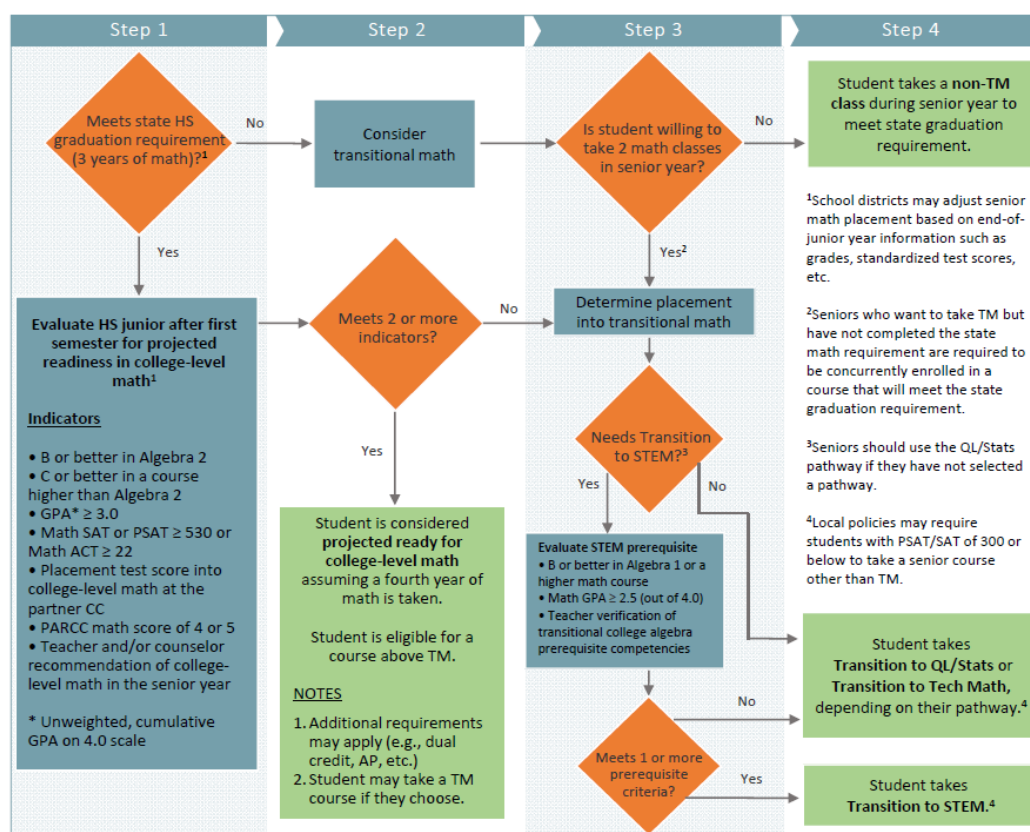 Step 1
Step 2
Step 3
Step 4
Meets state HS
graduation requirement
(3 years of math)?¹
No
Consider
transitional math
Is student willing to
take 2 math classes
in senior year?
No
Student takes a non-TM
class during senior year to
meet state graduation
requirement.
Yes
Yes²
Evaluate HS junior after first
semester for projected
readiness in college-level
math¹
Indicators
• B or better in Algebra 2
• C or better in a course
higher than Algebra 2
• GPA* ≥ 3.0
• Math SAT or PSAT ≥ 530 or
Math ACT ≥ 22
• Placement test score into
college-level math at the
partner CC
• PARCC math score of 4 or 5
• Teacher and/or counselor
recommendation of college-
level math in the senior year
* Unweighted, cumulative
GPA on 4.0 scale
Meets 2 or more
indicators?
No
Yes
Student is considered
projected ready for
college-level math
assuming a fourth year of
math is taken.
Student is eligible for a
course above TM.
NOTES
1. Additional requirements
may apply (e.g., dual
credit, AP, etc.)
2. Student may take a TM
course if they choose.
Determine placement
into transitional math
Needs Transition
to STEM?³
Yes
No
Evaluate STEM prerequisite
• B or better in Algebra 1 or a
higher math course
• Math GPA ≥ 2.5 (out of 4.0)
• Teacher verification of
transitional college algebra
prerequisite competencies
Meets 1 or more
prerequisite
criteria?
No
Yes
¹School districts may adjust senior
math placement based on end-of-
junior year information such as
grades, standardized test scores,
etc.
²Seniors who want to take TM but
have not completed the state
math requirement are required to
be concurrently enrolled in a
course that will meet the state
graduation requirement.
³Seniors should use the QL/Stats
pathway if they have not selected
a pathway.
⁴Local policies may require
students with PSAT/SAT of 300 or
below to take a senior course
other than TM.
Student takes
Transition to QL/Stats or
Transition to Tech Math,
depending on their pathway.⁴
Student takes
Transition to STEM.⁴